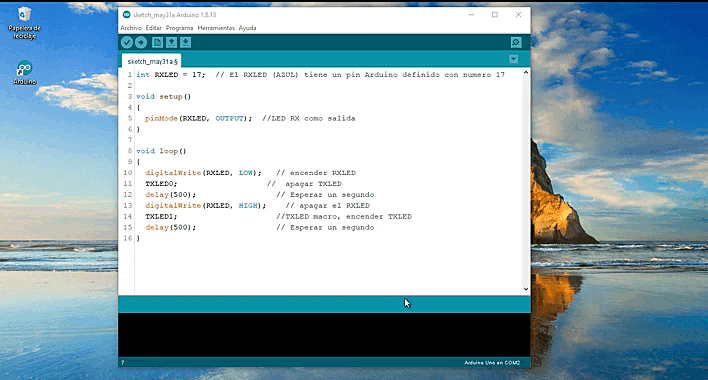 Papelera de
reciclaje
Arduino
sketch_may31a Arduino 1.8.13
Archivo Editar Programa Herramientas Ayuda
sketch_may31a §
1 int RXLED = 17;  // El RXLED (AZUL) tiene un pin Arduino definido con numero 17
2
3 void setup()
4 {
5   pinMode(RXLED, OUTPUT);  //LED RX como salida
6 }
7
8 void loop()
9 {
10   digitalWrite(RXLED, LOW);   // encender RXLED
11   TXLED0;                   //  apagar TXLED
12   delay(500);                 // Esperar un segundo
13   digitalWrite(RXLED, HIGH);    // apagar el RXLED
14   TXLED1;                     //TXLED macro, encender TXLED
15   delay(500);                 // Esperar un segundo
16 }
7
Arduino Uno en COM2